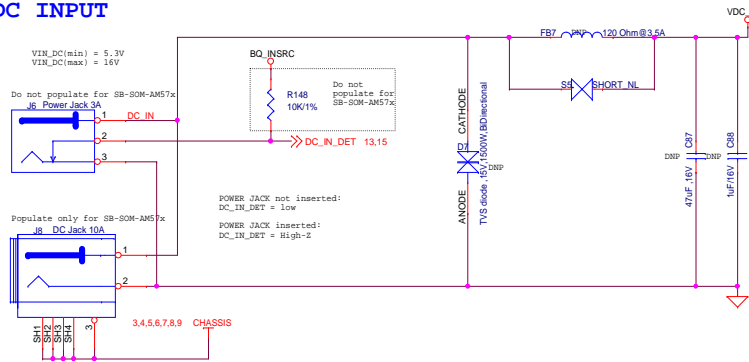 DC INPUT
VIN_DC(min) = 5.3V
VIN_DC(max) = 16V
Do not populate for SB-SOM-AM57x
J6 Power Jack 3A
1
DC_IN
2
3
BQ_INSRC
R148
10K/1%
Do not
populate for
SB-SOM-AM57x
DC_IN_DET 13,15
POWER JACK not inserted:
DC_IN_DET = low
POWER JACK inserted:
DC_IN_DET = High-Z
Populate only for SB-SOM-AM57x
J8 DC Jack 10A
1
2
SH1
SH2
SH3
SH4
3
3,4,5,6,7,8,9 CHASSIS
CATHODE
D7
DNP
ANODE
TVS diode ,15V,1500W,BiDirectional
FB7 DNP 120 Ohm@3.5A
S5 SHORT_NL
VDC_
C87
DNP
47uF ,16V
C88
DNP
1uF/16V